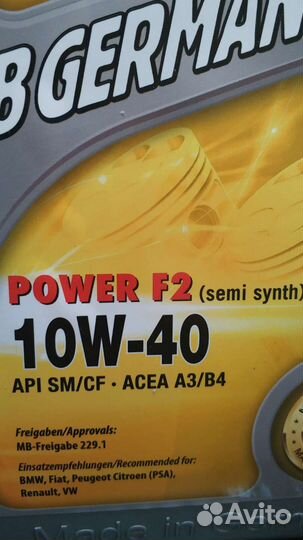 B GERMAN
POWER F2 (semi synth)
10W-40
API SM/CF · ACEA A3/B4
Freigaben/Approvals:
MB-Freigabe 229.1
Einsatzempfehlungen/Recommended for:
BMW, Fiat, Peugeot Citroen (PSA),
Renault, VW
Made in
Avito